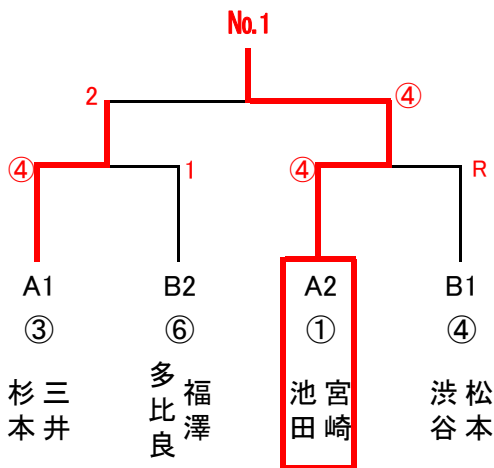 No.1
2 ④
④ 1 ④ R
A1 B2 A2 B1
③ ⑥ ① ④
杉本 三井 多比良 福澤 池田 宮崎 渋谷 松本